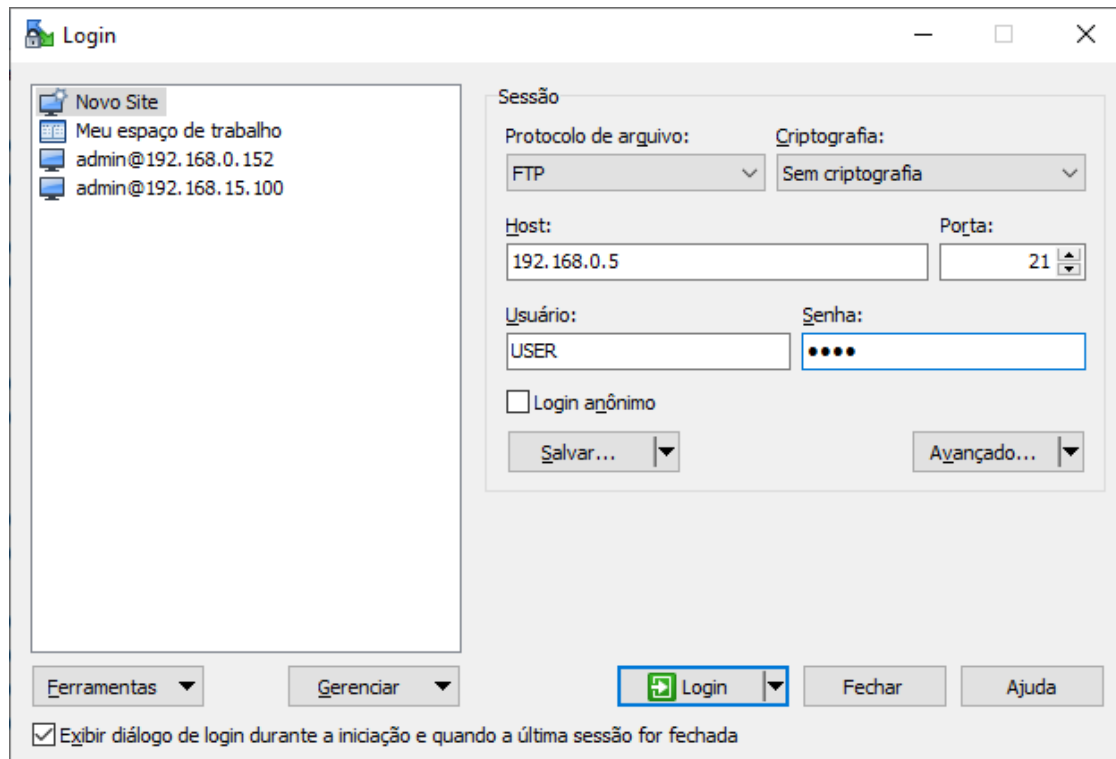 Login
Novo Site
Meu espaço de trabalho
admin@192.168.0.152
admin@192.168.15.100
Sessão
Protocolo de arquivo: Criptografia:
FTP Sem criptografia
Host: Porta:
192.168.0.5 21
Usuário: Senha:
USER ●●●●
Login anônimo
Salvar... Avançado...
Ferramentas Gerenciar Login Fechar Ajuda
Exibir diálogo de login durante a iniciação e quando a última sessão for fechada